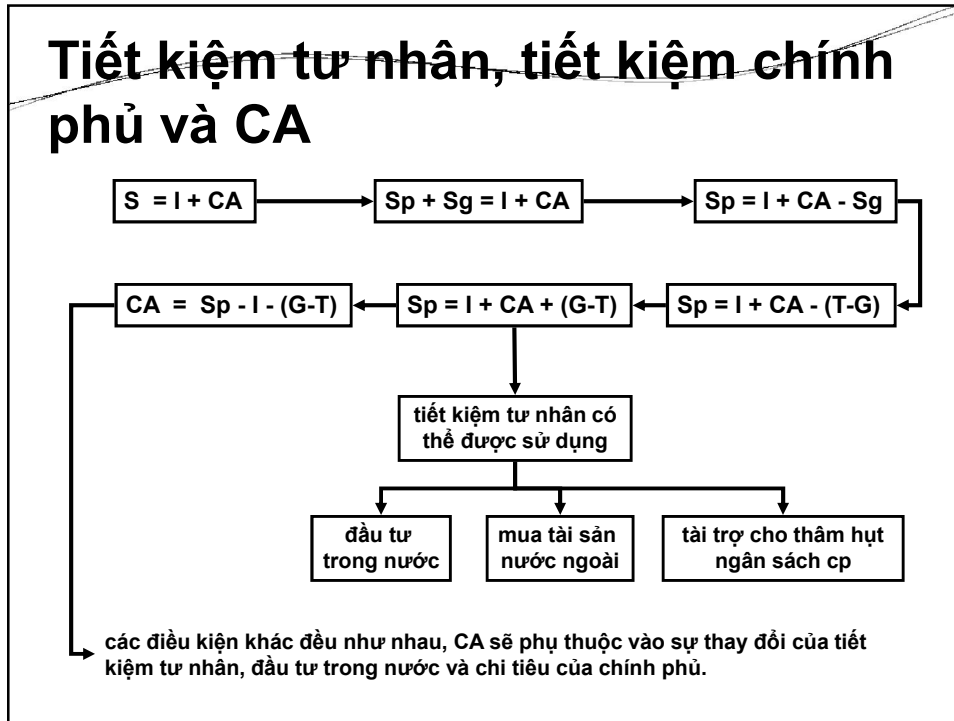 Tiết kiệm tư nhân, tiết kiệm chính
phủ và CA
S = I + CA
Sp + Sg = I + CA
Sp = I + CA - Sg
CA = Sp - I - (G-T)
Sp = I + CA + (G-T)
Sp = I + CA - (T-G)
tiết kiệm tư nhân có
thể được sử dụng
đầu tư
trong nước
mua tài sản
nước ngoài
tài trợ cho thâm hụt
ngân sách cp
các điều kiện khác đều như nhau, CA sẽ phụ thuộc vào sự thay đổi của tiết
kiệm tư nhân, đầu tư trong nước và chi tiêu của chính phủ.